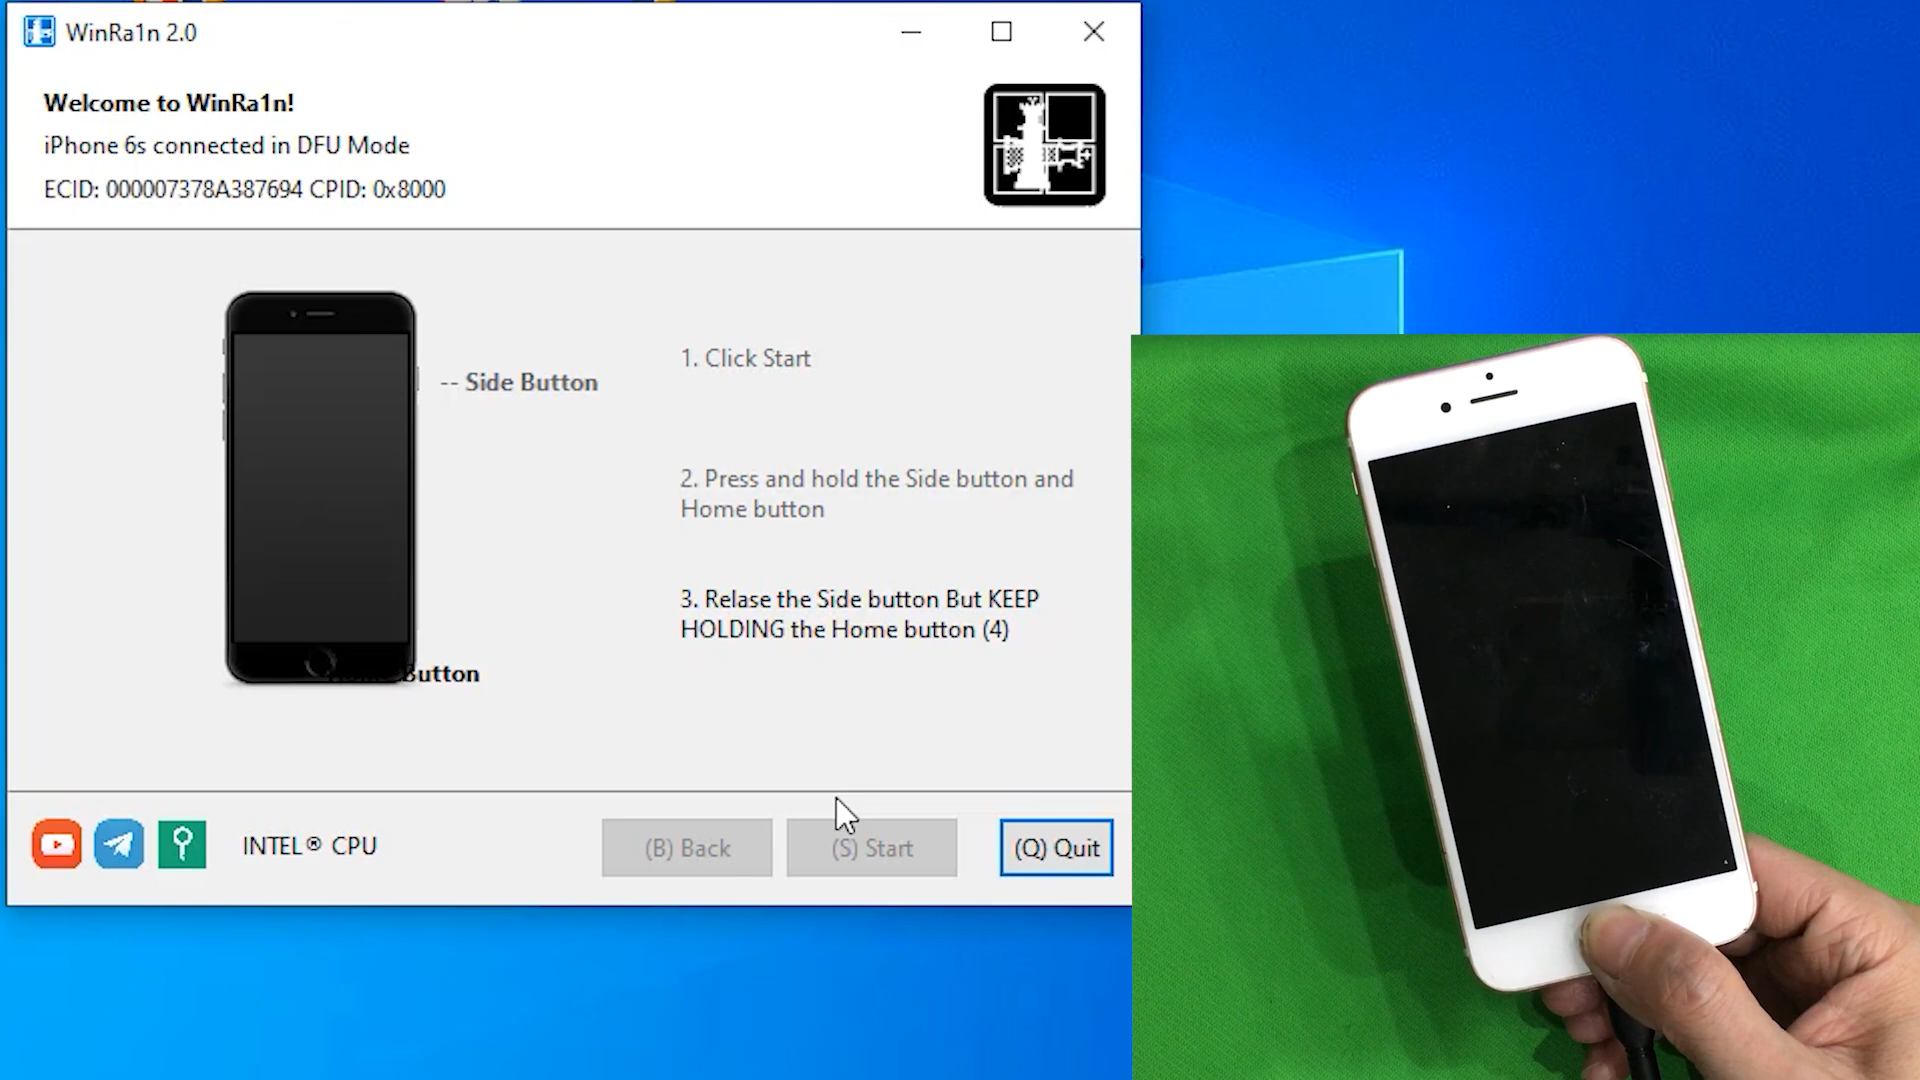 WinRa1n 2.0
Welcome to WinRa1n!
iPhone 6s connected in DFU Mode
ECID: 000007378A387694 CPID: 0x8000
-- Side Button
1. Click Start
2. Press and hold the Side button and
Home button
3. Relase the Side button But KEEP
HOLDING the Home button (4)
Button
INTEL® CPU
(B) Back
(S) Start
(Q) Quit